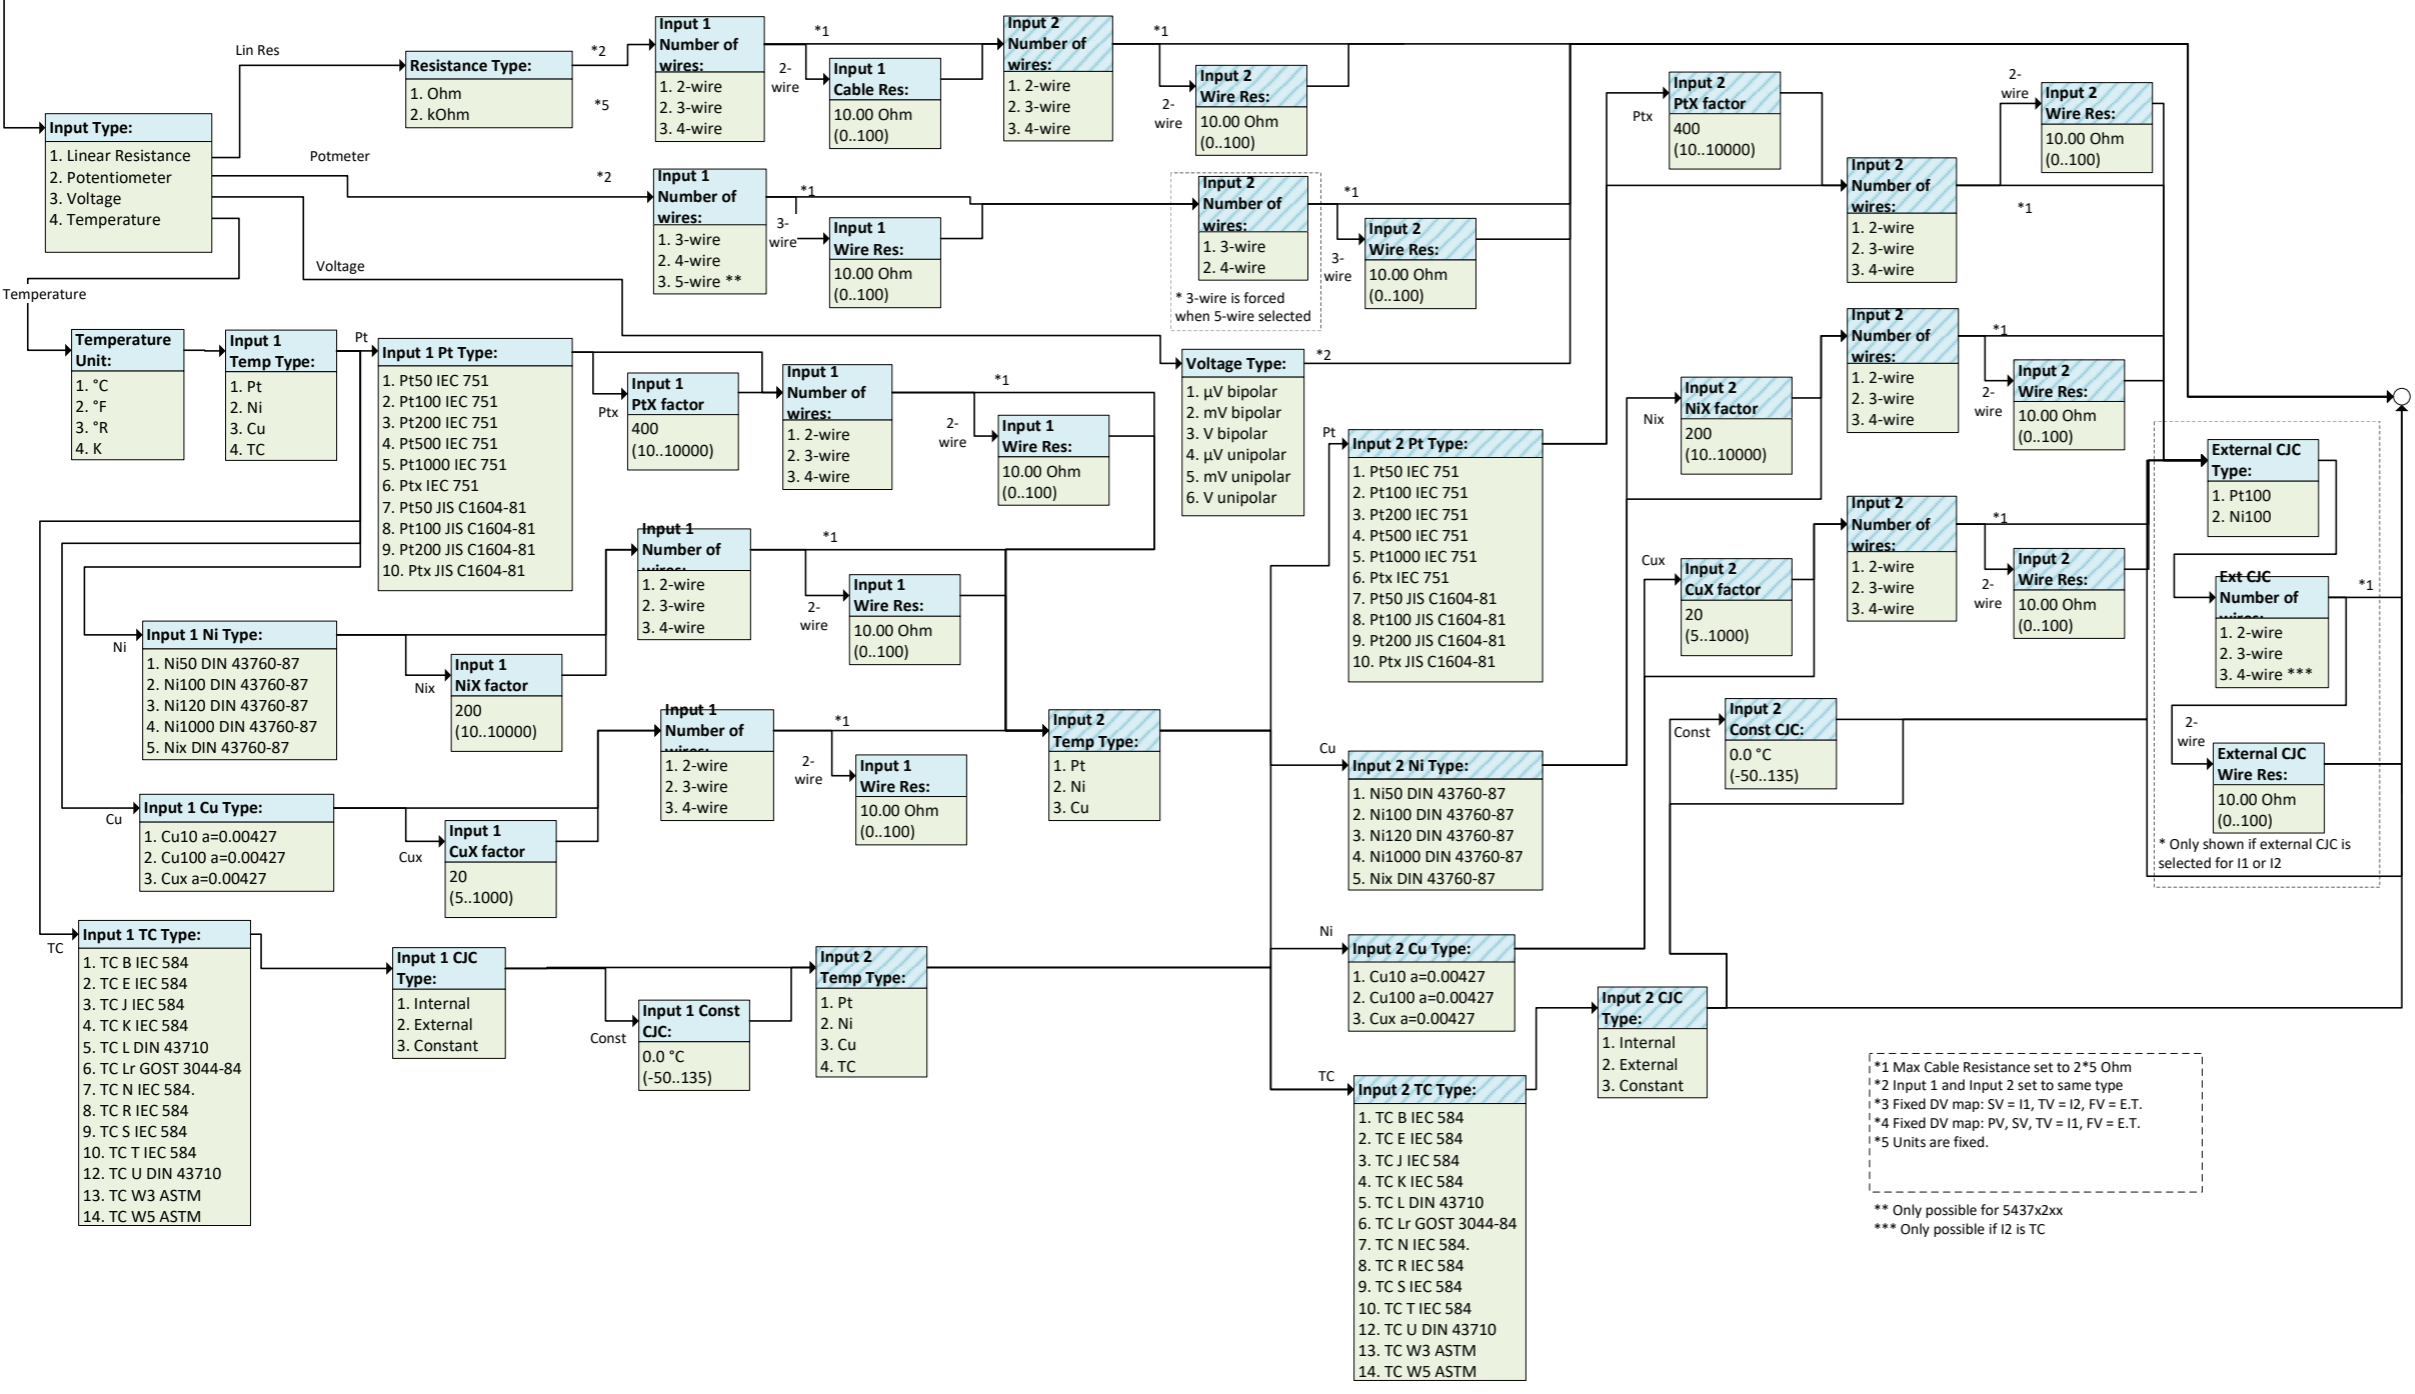 Lin Res
Resistance Type:
1. Ohm
2. kOhm
*2
*5
Input 1
Number of
wires:
1. 2-wire
2. 3-wire
3. 4-wire
*1
2-
wire
Input 1
Cable Res:
10.00 Ohm
(0..100)
Input 2
Number of
wires:
1. 2-wire
2. 3-wire
3. 4-wire
*1
2-
wire
Input 2
Wire Res:
10.00 Ohm
(0..100)
Input Type:
1. Linear Resistance
2. Potentiometer
3. Voltage
4. Temperature
Potmeter
*2
Input 1
Number of
wires:
1. 3-wire
2. 4-wire
3. 5-wire **
*1
3-
wire
Input 1
Wire Res:
10.00 Ohm
(0..100)
Input 2
Number of
wires:
1. 3-wire
2. 4-wire
* 3-wire is forced
when 5-wire selected
*1
3-
wire
Input 2
Wire Res:
10.00 Ohm
(0..100)
Voltage
Voltage Type:
1. µV bipolar
2. mV bipolar
3. V bipolar
4. µV unipolar
5. mV unipolar
6. V unipolar
*2
Temperature
Temperature
Unit:
1. °C
2. °F
3. °R
4. K
Input 1
Temp Type:
1. Pt
2. Ni
3. Cu
4. TC
Pt
Input 1 Pt Type:
1. Pt50 IEC 751
2. Pt100 IEC 751
3. Pt200 IEC 751
4. Pt500 IEC 751
5. Pt1000 IEC 751
6. Ptx IEC 751
7. Pt50 JIS C1604-81
8. Pt100 JIS C1604-81
9. Pt200 JIS C1604-81
10. Ptx JIS C1604-81
Ptx
Input 1
PtX factor
400
(10..10000)
Input 1
Number of
wires:
1. 2-wire
2. 3-wire
3. 4-wire
*1
2-
wire
Input 1
Wire Res:
10.00 Ohm
(0..100)
Ni
Input 1 Ni Type:
1. Ni50 DIN 43760-87
2. Ni100 DIN 43760-87
3. Ni120 DIN 43760-87
4. Ni1000 DIN 43760-87
5. Nix DIN 43760-87
Nix
Input 1
NiX factor
200
(10..10000)
Input 1
Number of
wires:
1. 2-wire
2. 3-wire
3. 4-wire
*1
2-
wire
Input 1
Wire Res:
10.00 Ohm
(0..100)
Cu
Input 1 Cu Type:
1. Cu10 a=0.00427
2. Cu100 a=0.00427
3. Cux a=0.00427
Cux
Input 1
CuX factor
20
(5..1000)
Input 1
Number of
wires:
1. 2-wire
2. 3-wire
3. 4-wire
*1
2-
wire
Input 1
Wire Res:
10.00 Ohm
(0..100)
Input 2
Temp Type:
1. Pt
2. Ni
3. Cu
TC
Input 1 TC Type:
1. TC B IEC 584
2. TC E IEC 584
3. TC J IEC 584
4. TC K IEC 584
5. TC L DIN 43710
6. TC Lr GOST 3044-84
7. TC N IEC 584.
8. TC R IEC 584
9. TC S IEC 584
10. TC T IEC 584
12. TC U DIN 43710
13. TC W3 ASTM
14. TC W5 ASTM
Input 1 CJC
Type:
1. Internal
2. External
3. Constant
Const
Input 1 Const
CJC:
0.0 °C
(-50..135)
Input 2
Temp Type:
1. Pt
2. Ni
3. Cu
4. TC
Pt
Input 2 Pt Type:
1. Pt50 IEC 751
2. Pt100 IEC 751
3. Pt200 IEC 751
4. Pt500 IEC 751
5. Pt1000 IEC 751
6. Ptx IEC 751
7. Pt50 JIS C1604-81
8. Pt100 JIS C1604-81
9. Pt200 JIS C1604-81
10. Ptx JIS C1604-81
Cu
Input 2 Ni Type:
1. Ni50 DIN 43760-87
2. Ni100 DIN 43760-87
3. Ni120 DIN 43760-87
4. Ni1000 DIN 43760-87
5. Nix DIN 43760-87
Ni
Input 2 Cu Type:
1. Cu10 a=0.00427
2. Cu100 a=0.00427
3. Cux a=0.00427
TC
Input 2 TC Type:
1. TC B IEC 584
2. TC E IEC 584
3. TC J IEC 584
4. TC K IEC 584
5. TC L DIN 43710
6. TC Lr GOST 3044-84
7. TC N IEC 584.
8. TC R IEC 584
9. TC S IEC 584
10. TC T IEC 584
12. TC U DIN 43710
13. TC W3 ASTM
14. TC W5 ASTM
Ptx
Input 2
PtX factor
400
(10..10000)
Input 2
Number of
wires:
1. 2-wire
2. 3-wire
3. 4-wire
2-
wire
Input 2
Wire Res:
10.00 Ohm
(0..100)
*1
Nix
Input 2
NiX factor
200
(10..10000)
Input 2
Number of
wires:
1. 2-wire
2. 3-wire
3. 4-wire
*1
2-
wire
Input 2
Wire Res:
10.00 Ohm
(0..100)
Cux
Input 2
CuX factor
20
(5..1000)
Input 2
Number of
wires:
1. 2-wire
2. 3-wire
3. 4-wire
*1
2-
wire
Input 2
Wire Res:
10.00 Ohm
(0..100)
Const
Input 2
Const CJC:
0.0 °C
(-50..135)
Input 2 CJC
Type:
1. Internal
2. External
3. Constant
External CJC
Type:
1. Pt100
2. Ni100
Ext CJC
Number of
wires:
1. 2-wire
2. 3-wire
3. 4-wire ***
*1
2-
wire
External CJC
Wire Res:
10.00 Ohm
(0..100)
* Only shown if external CJC is
selected for I1 or I2
*1 Max Cable Resistance set to 2*5 Ohm
*2 Input 1 and Input 2 set to same type
*3 Fixed DV map: SV = I1, TV = I2, FV = E.T.
*4 Fixed DV map: PV, SV, TV = I1, FV = E.T.
*5 Units are fixed.
** Only possible for 5437x2xx
*** Only possible if I2 is TC